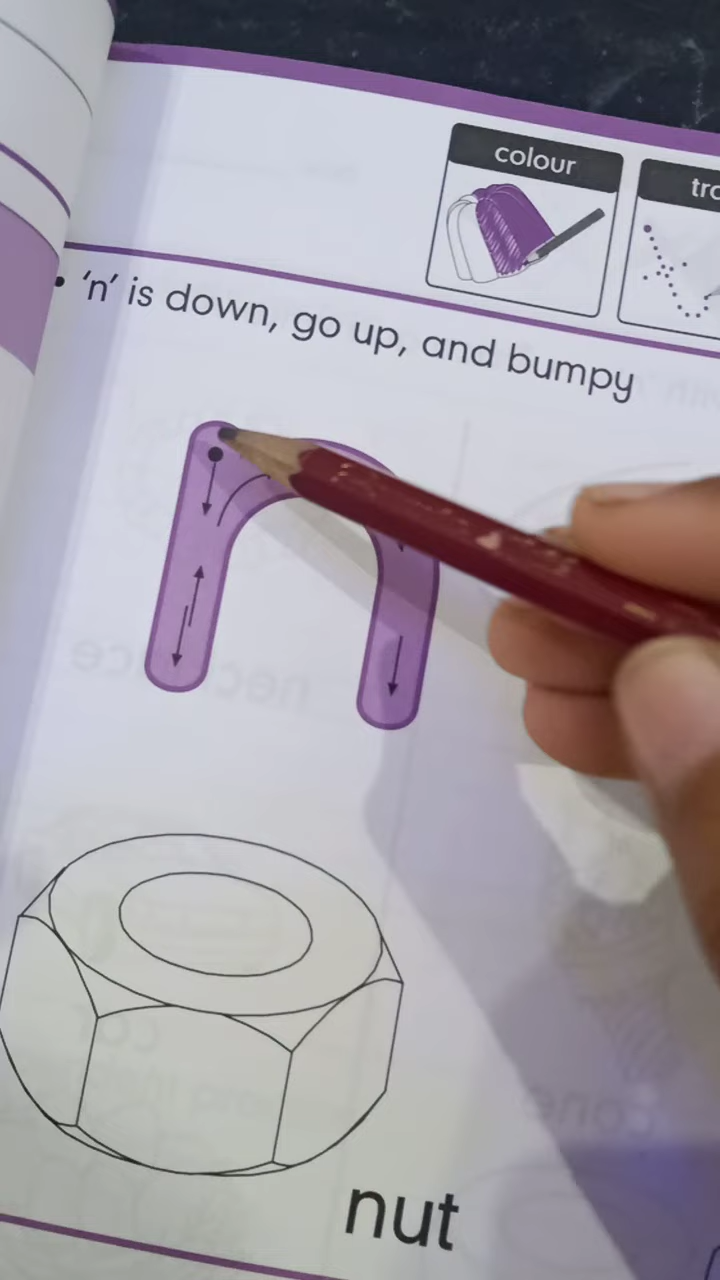 colour
• 'n' is down, go up, and bumpy
nut